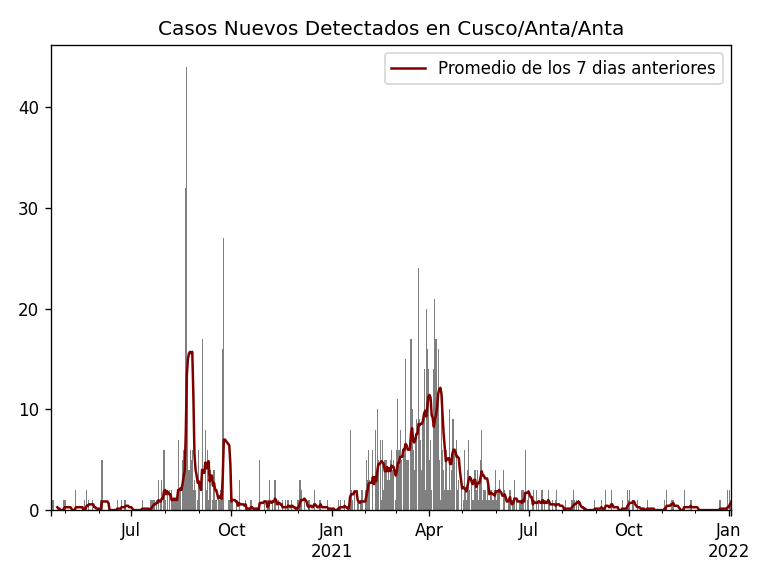 Casos Nuevos Detectados en Cusco/Anta/Anta
Promedio de los 7 dias anteriores
40
30
20
10
0
Jul
Oct
Jan
2021
Apr
Jul
Oct
Jan
2022